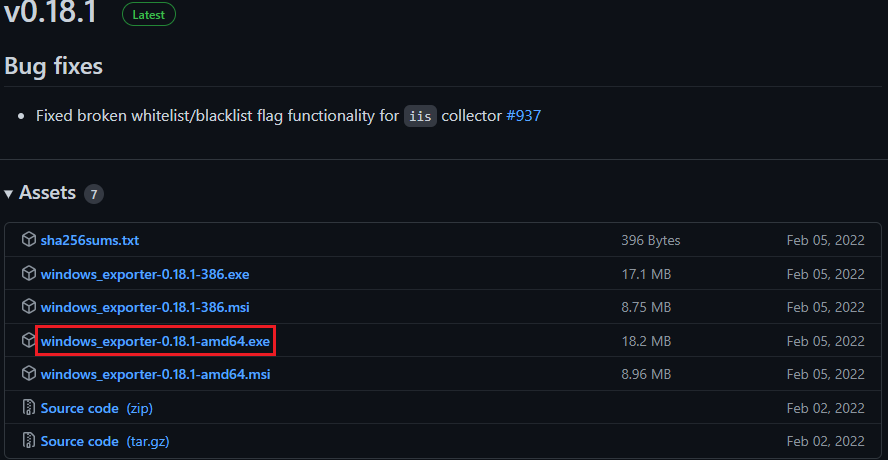 v0.18.1 Latest
Bug fixes
Fixed broken whitelist/blacklist flag functionality for iis collector #937
Assets 7
sha256sums.txt 396 Bytes Feb 05, 2022
windows_exporter-0.18.1-386.exe 17.1 MB Feb 05, 2022
windows_exporter-0.18.1-386.msi 8.75 MB Feb 05, 2022
windows_exporter-0.18.1-amd64.exe 18.2 MB Feb 05, 2022
windows_exporter-0.18.1-amd64.msi 8.96 MB Feb 05, 2022
Source code (zip) Feb 02, 2022
Source code (tar.gz) Feb 02, 2022